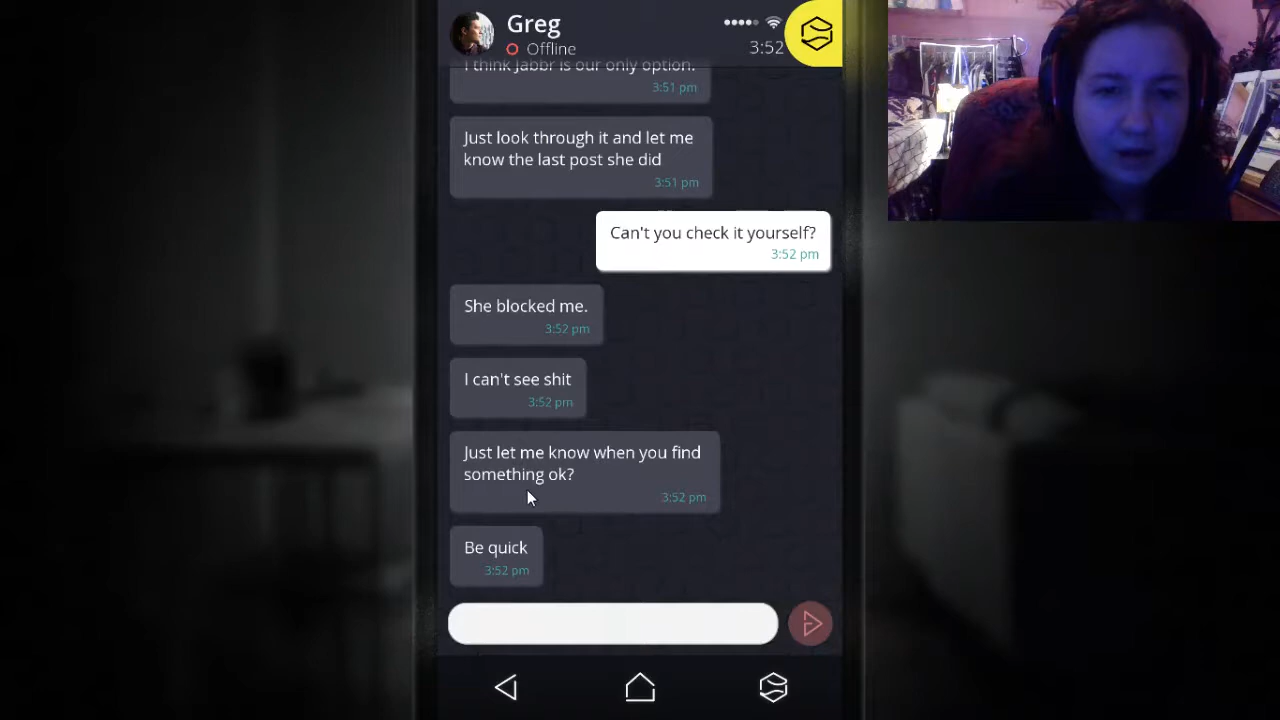 Greg
Offline
3:52
I think Jabbr is our only option.
3:51 pm
Just look through it and let me
know the last post she did
3:51 pm
Can't you check it yourself?
3:52 pm
She blocked me.
3:52 pm
I can't see shit
3:52 pm
Just let me know when you find
something ok?
3:52 pm
Be quick
3:52 pm